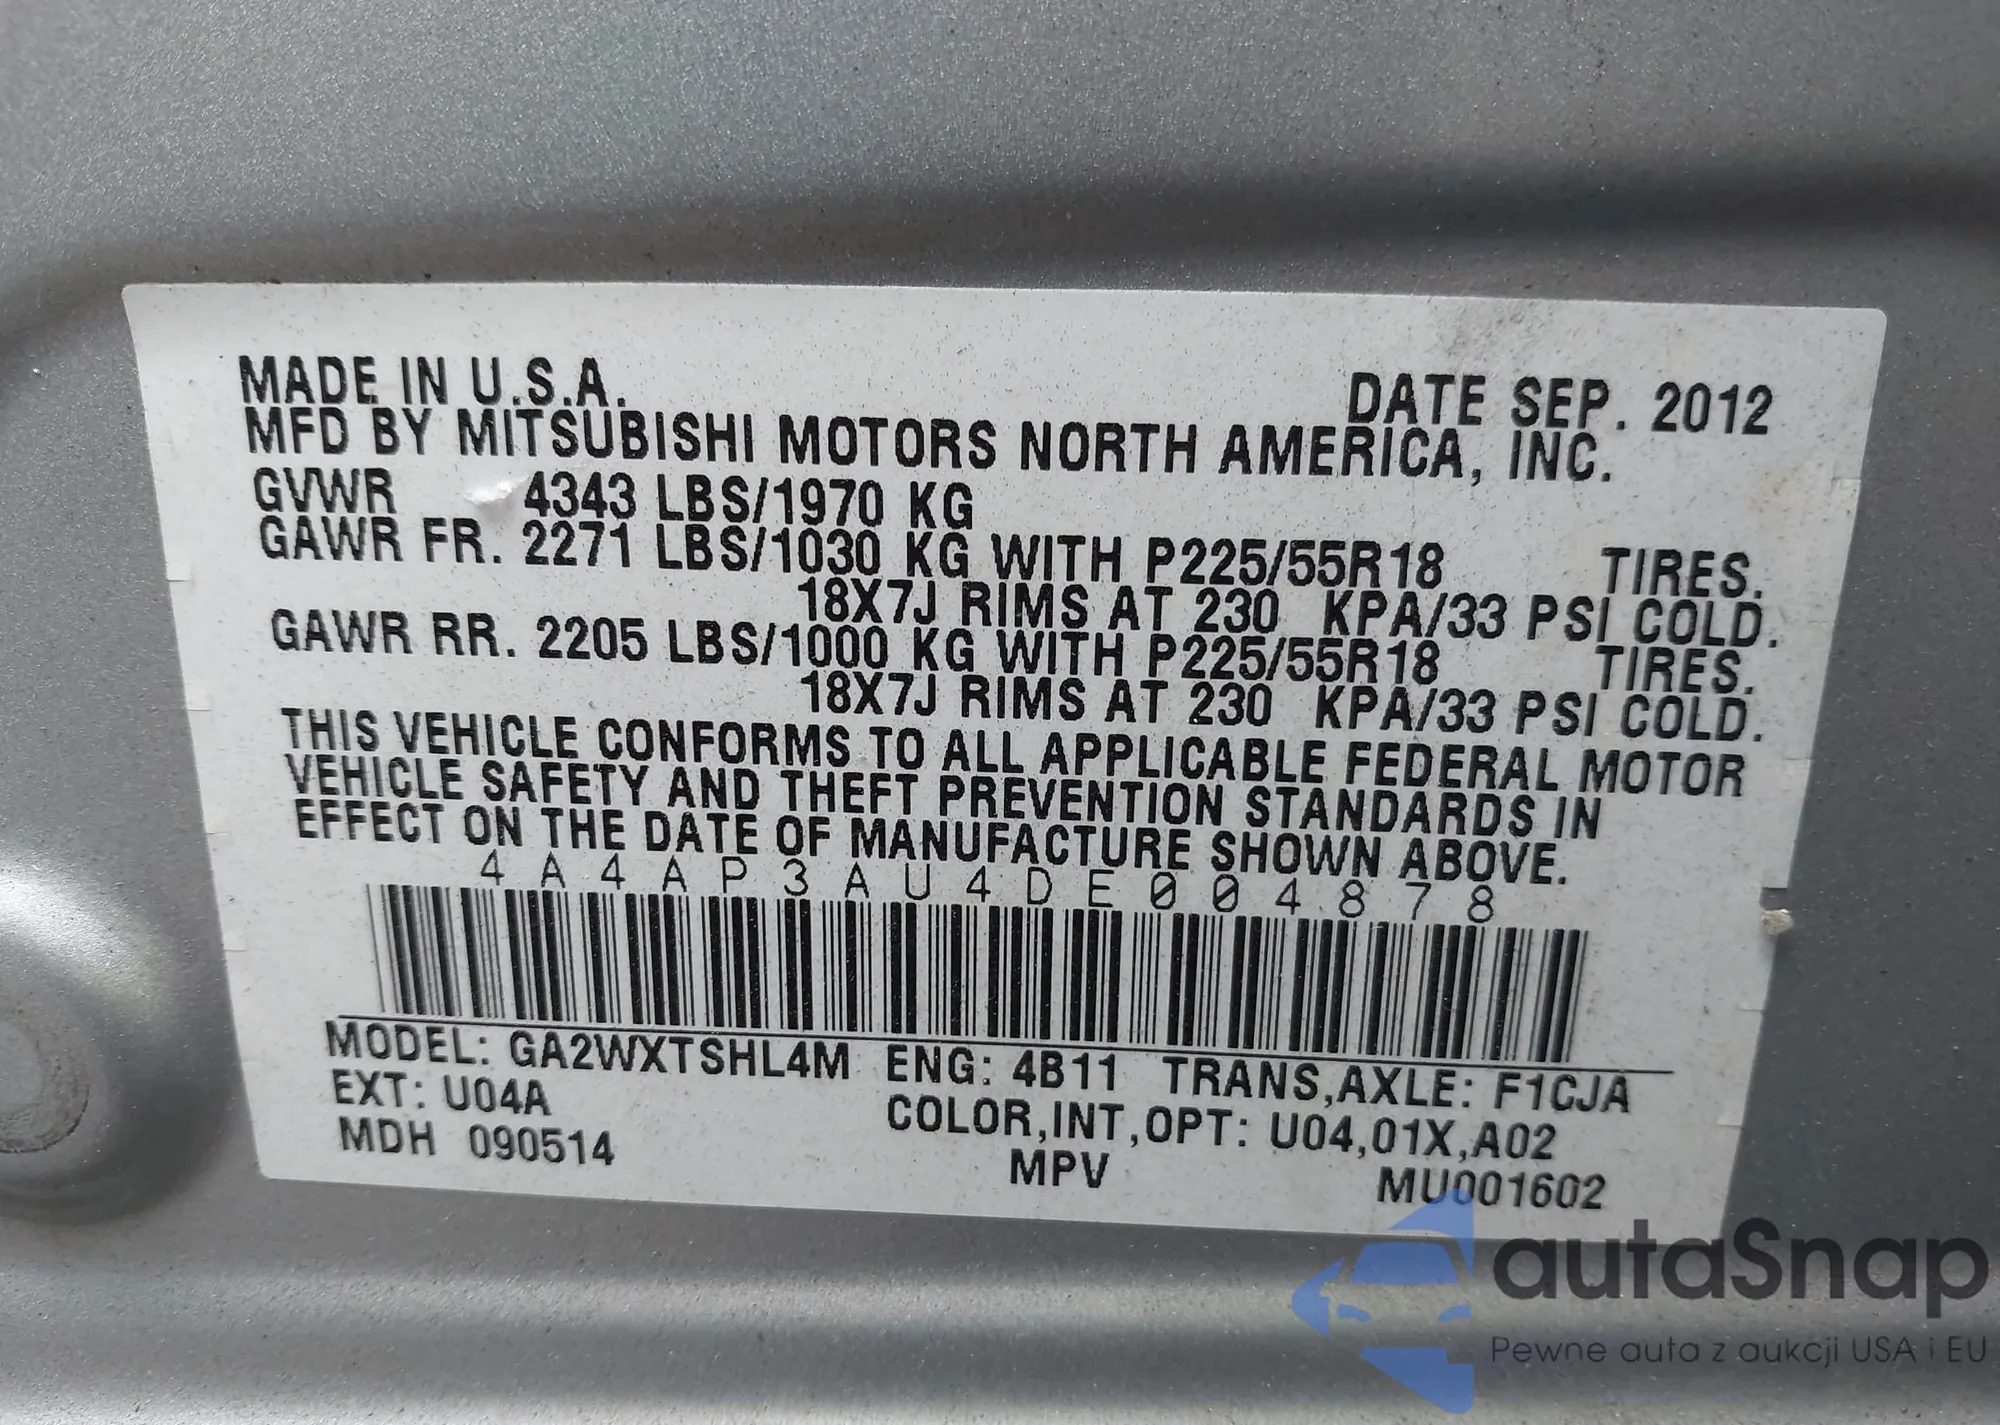 MADE IN U.S.A. DATE SEP. 2012
MFD BY MITSUBISHI MOTORS NORTH AMERICA, INC.
GVWR 4343 LBS/1970 KG
GAWR FR. 2271 LBS/1030 KG WITH P225/55R18 TIRES.
18X7J RIMS AT 230 KPA/33 PSI COLD.
GAWR RR. 2205 LBS/1000 KG WITH P225/55R18 TIRES.
18X7J RIMS AT 230 KPA/33 PSI COLD.
THIS VEHICLE CONFORMS TO ALL APPLICABLE FEDERAL MOTOR
VEHICLE SAFETY AND THEFT PREVENTION STANDARDS IN
EFFECT ON THE DATE OF MANUFACTURE SHOWN ABOVE.
4A4AP3AU4DE004878
MODEL: GA2WXTSHL4M ENG: 4B11 TRANS,AXLE: F1CJA
EXT: U04A COLOR,INT,OPT: U04,01X,A02
MDH 090514 MPV MU001602
autaSnap
Pewne auta z aukcji USA i EU